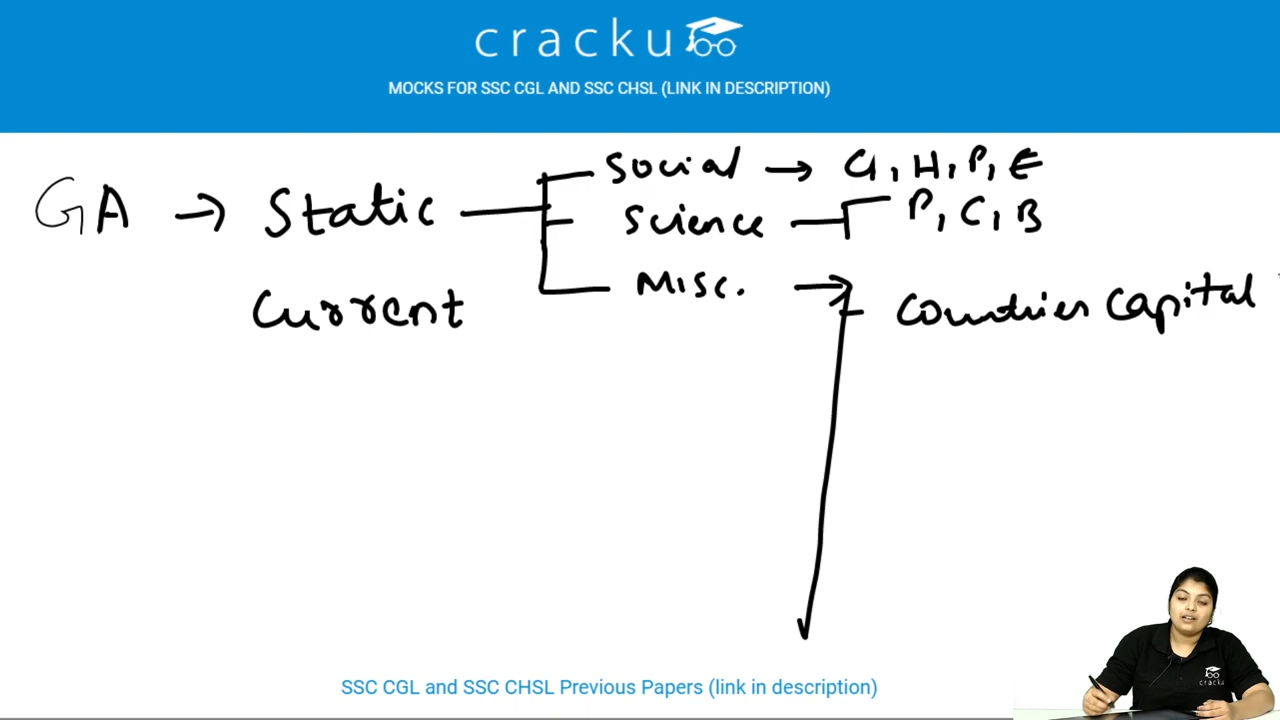 cracku
MOCKS FOR SSC CGL AND SSC CHSL (LINK IN DESCRIPTION)
GA → Static
Social → G, H, P, E
Science
P, C, B
Misc. →
Current
Countries Capital
SSC CGL and SSC CHSL Previous Papers (link in description)
cracku